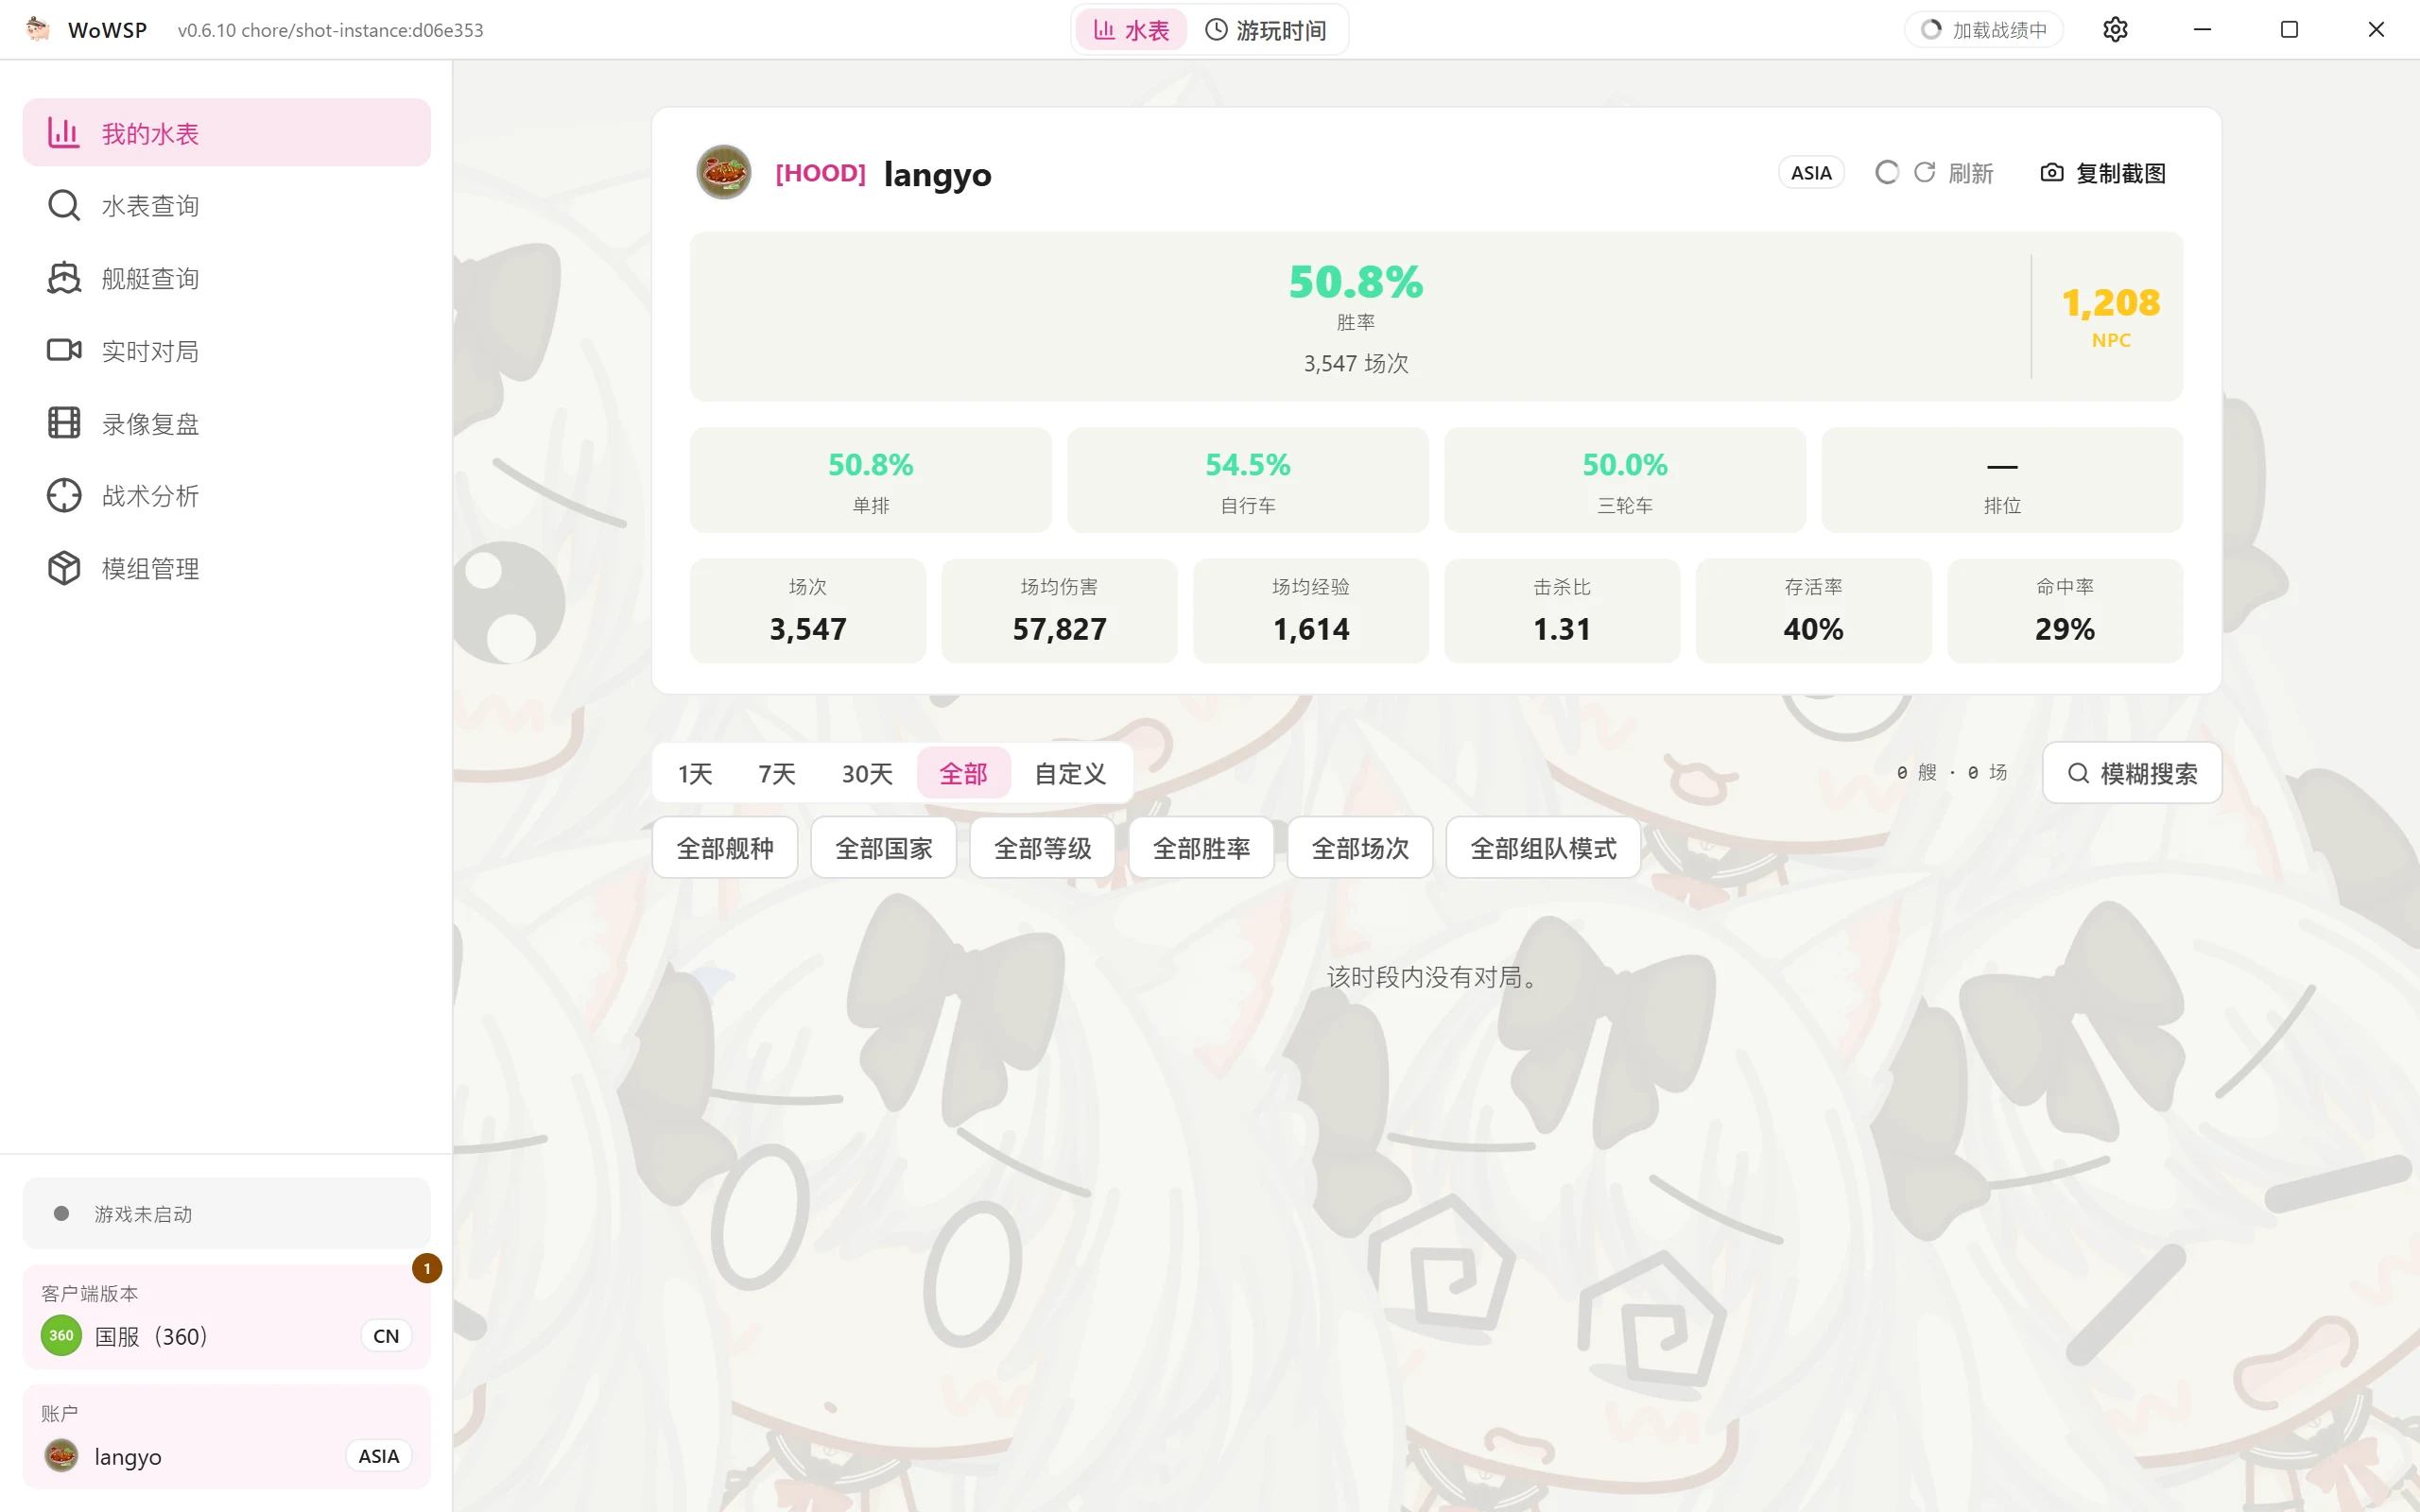 WoWSP v0.6.10 chore/shot-instance:d06e353
水表 游玩时间
加载战绩中
我的水表
水表查询
舰艇查询
实时对局
录像复盘
战术分析
模组管理
游戏未启动
1
客户端版本
360 国服（360） CN
账户
langyo ASIA
[HOOD] langyo
ASIA 刷新 复制截图
50.8%
胜率
3,547 场次
1,208
NPC
50.8%
单排
54.5%
自行车
50.0%
三轮车
—
排位
场次
3,547
场均伤害
57,827
场均经验
1,614
击杀比
1.31
存活率
40%
命中率
29%
1天 7天 30天 全部 自定义
0 艘 · 0 场
模糊搜索
全部舰种 全部国家 全部等级 全部胜率 全部场次 全部组队模式
该时段内没有对局。